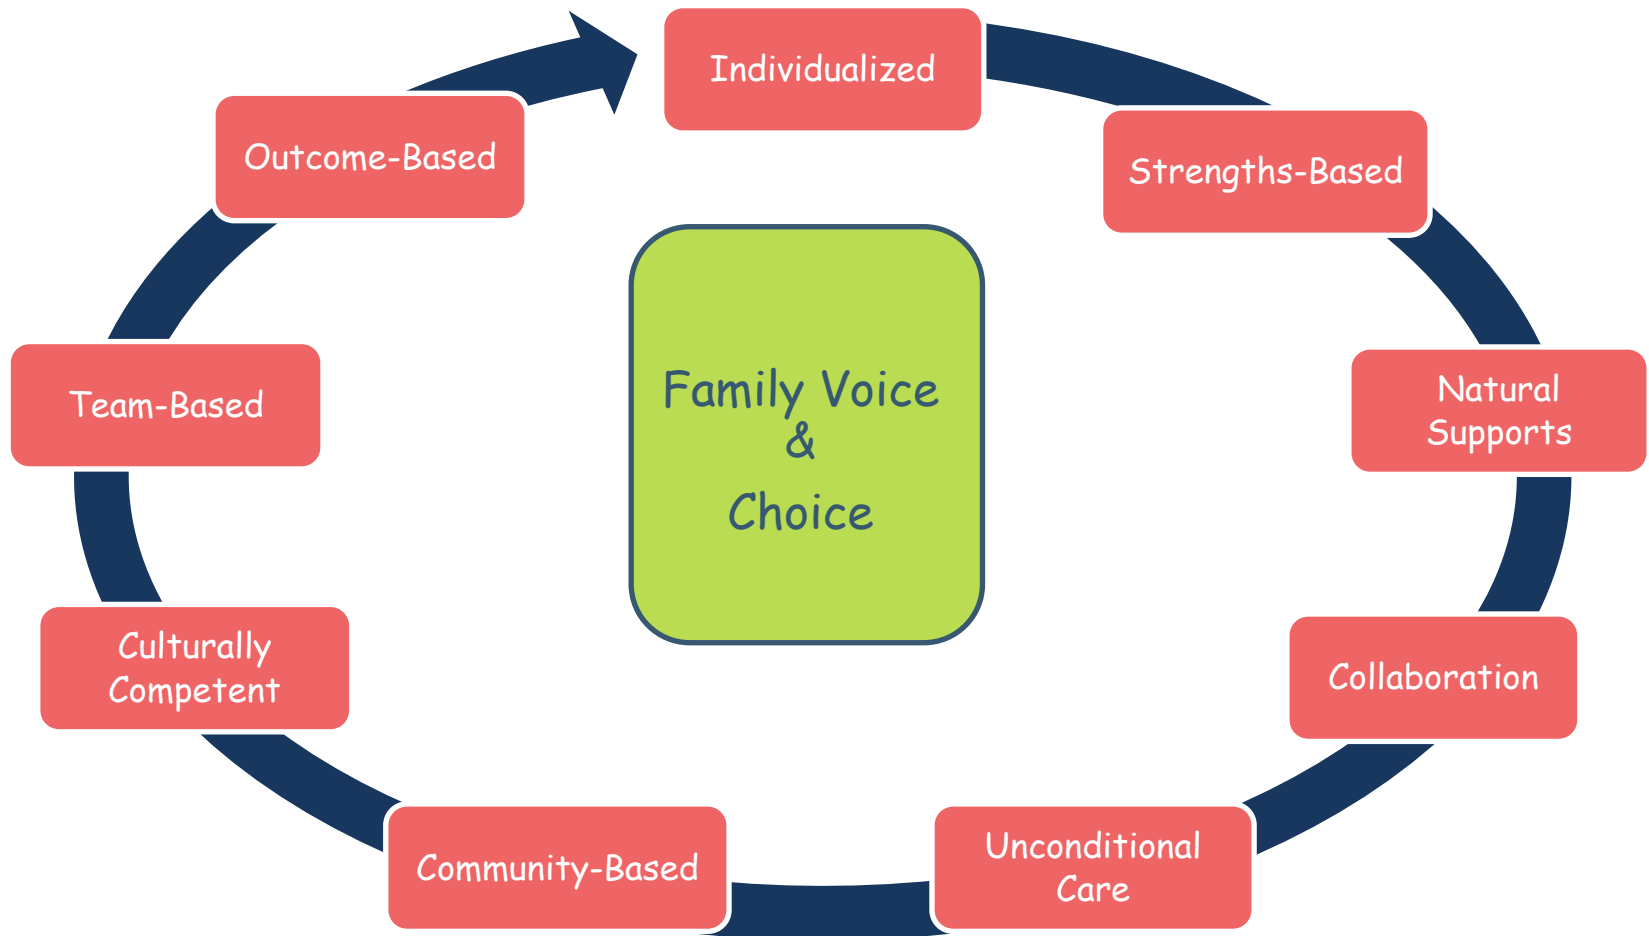 Individualized
Strengths-Based
Natural
Supports
Collaboration
Unconditional
Care
Community-Based
Culturally
Competent
Team-Based
Outcome-Based
Family Voice
&
Choice